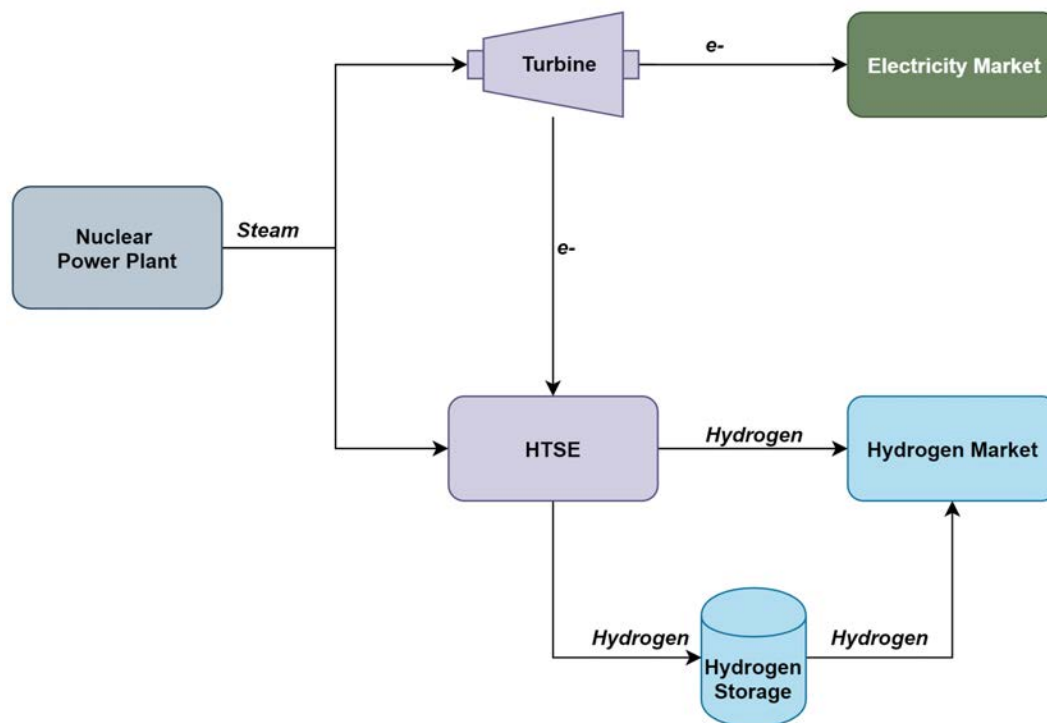 Turbine
e-
Electricity Market
Nuclear
Power Plant
Steam
e-
HTSE
Hydrogen
Hydrogen Market
Hydrogen
Hydrogen
Storage
Hydrogen